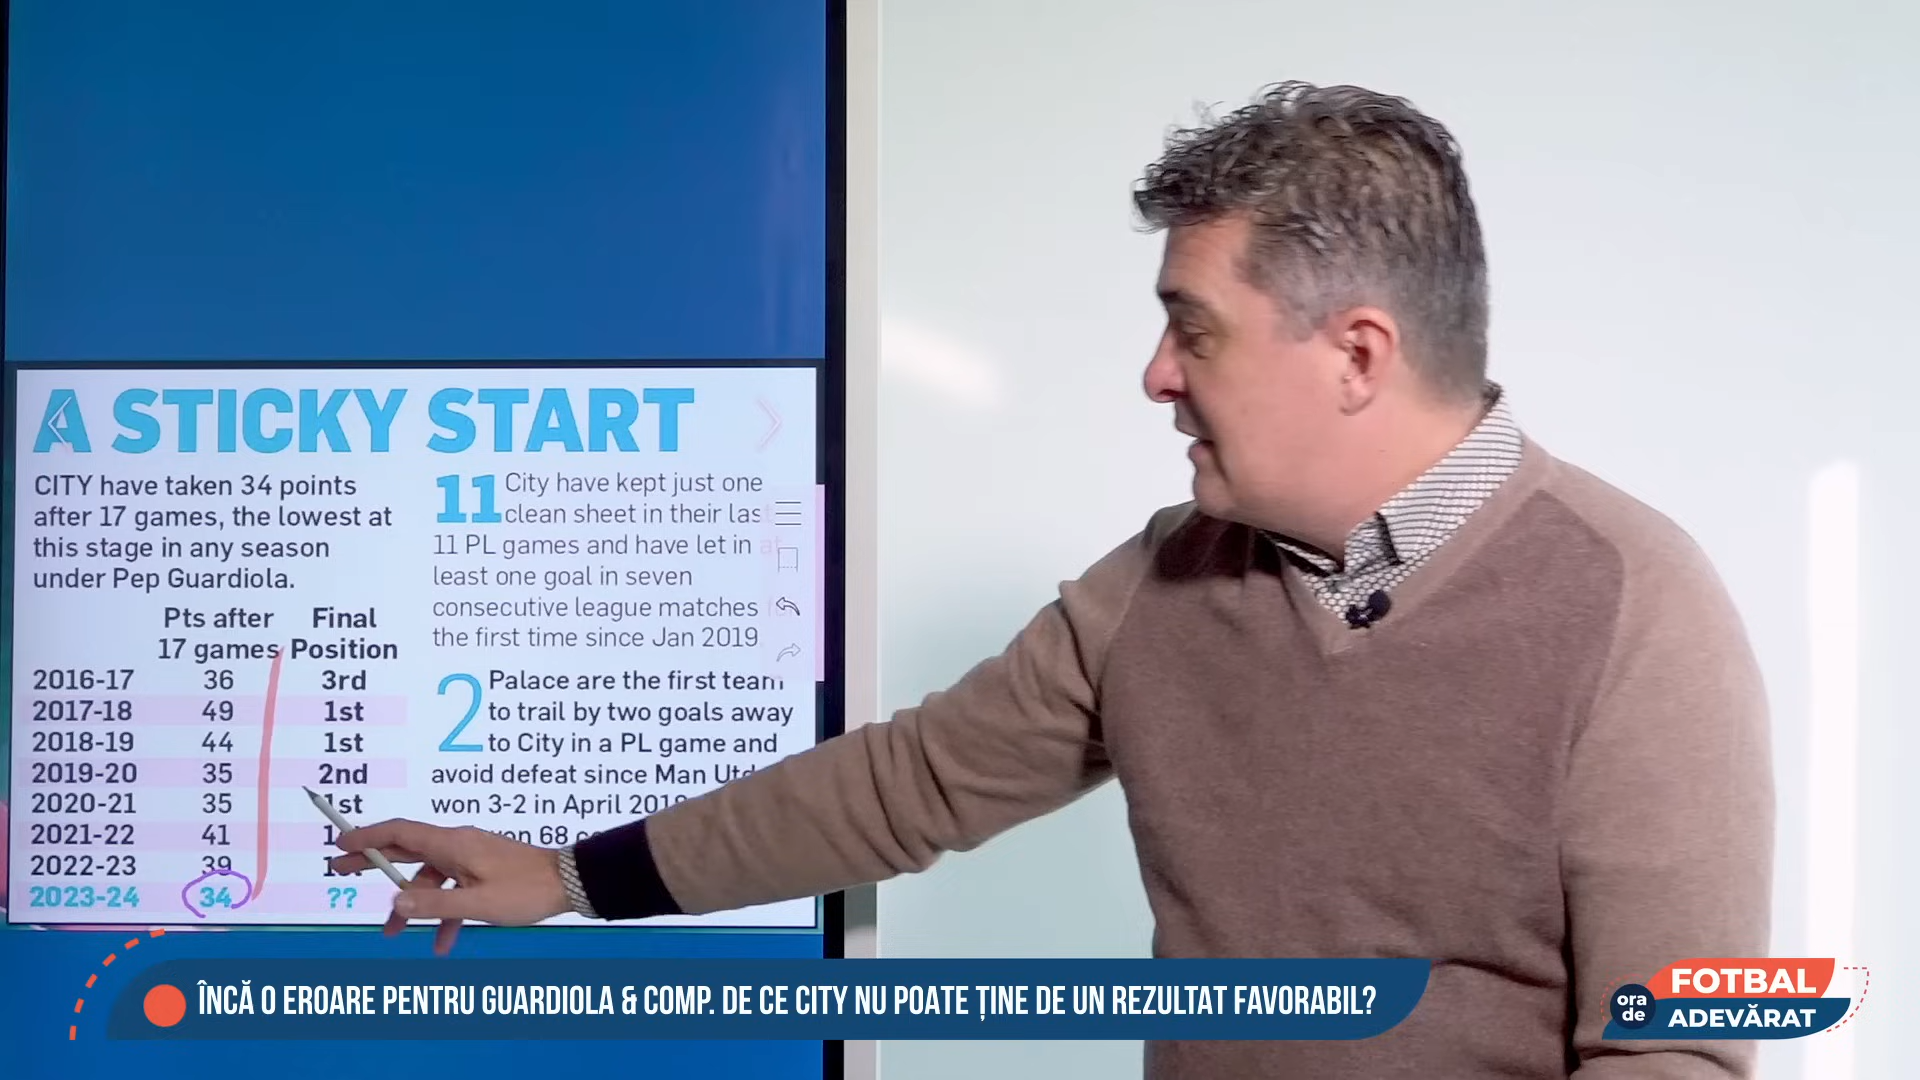 A STICKY START
CITY have taken 34 points
after 17 games, the lowest at
this stage in any season
under Pep Guardiola.
Pts after Final
17 games Position
2016-17 36 3rd
2017-18 49 1st
2018-19 44 1st
2019-20 35 2nd
2020-21 35 1st
2021-22 41
2022-23 39
2023-24 34 ??
11 City have kept just one
clean sheet in their
11 PL games and have let in at
least one goal in seven
consecutive league matches
the first time since Jan 2019
2 Palace are the first team
to trail by two goals away
to City in a PL game and
avoid defeat since Man Utd
won 3-2 in April
68
ÎNCĂ O EROARE PENTRU GUARDIOLA & COMP. DE CE CITY NU POATE ȚINE DE UN REZULTAT FAVORABIL?
ora
de
FOTBAL
ADEVĂRAT